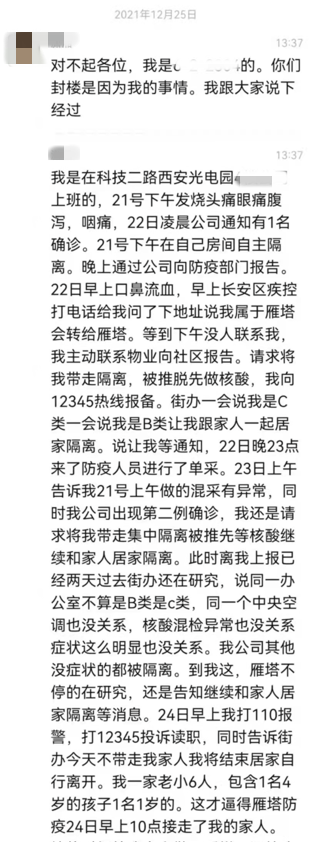 2021年12月25日
13:37
对不起各位，我是
的。你们
封楼是因为我的事情。我跟大家说下
经过
13:37
我是在科技二路西安光电园
上班的，21号下午发烧头痛眼痛腹
泻，咽痛，22日凌晨公司通知有1名
确诊。21号下午在自己房间自主隔
离。晚上通过公司向防疫部门报告。
22日早上口鼻流血，早上长安区疾控
打电话给我问了下地址说我属于雁塔
会转给雁塔。等到下午没人联系我，
我主动联系物业向社区报告。请求将
我带走隔离，被推脱先做核酸，我向
12345热线报备。街办一会说我是C
类一会说我是B类让我跟家人一起居
家隔离。说让我等通知，22日晚23点
来了防疫人员进行了单采。23日上午
告诉我21号上午做的混采有异常，同
时我公司出现第二例确诊，我还是请
求将我带走集中隔离被推先等核酸继
续和家人居家隔离。此时离我上报已
经两天过去街办还在研究，说同一办
公室不算是B类是c类，同一个中央空
调也没关系，核酸混检异常也没关系
症状这么明显也没关系。我公司其他
没症状的都被隔离。到我这，雁塔不
停的在研究，还是告知继续和家人居
家隔离等消息。24日早上我打110报
警，打12345投诉读职，同时告诉街
办今天不带走我家人我将结束居家自
行离开。我一家老小6人，包含1名4
岁的孩子1名1岁的。这才逼得雁塔防
疫24日早上10点接走了我的家人。